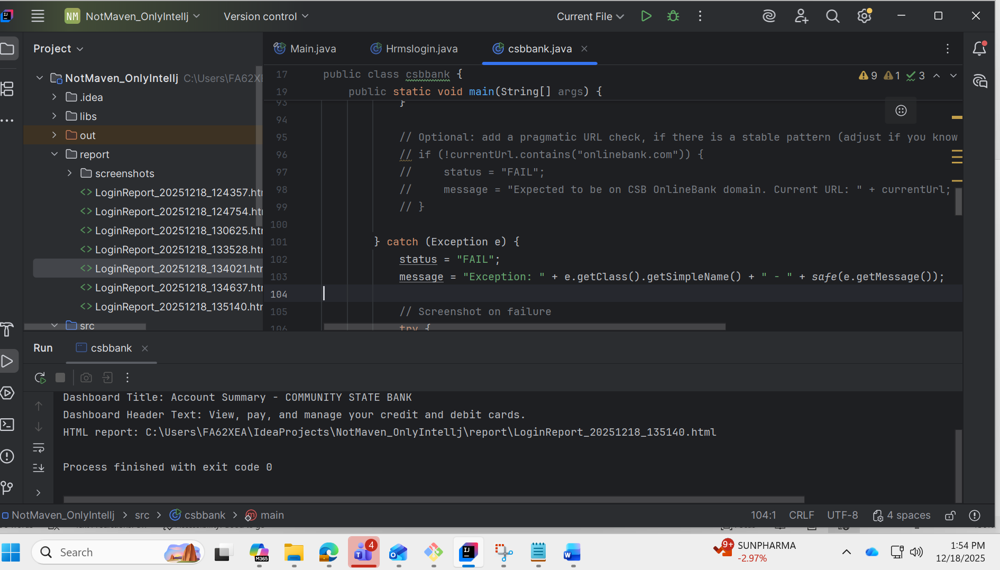 NM NotMaven_OnlyIntellj Version control Current File
Project
Main.java Hrmslogin.java csbbank.java
NotMaven_OnlyIntellj C:\Users\FA62XE
.idea
libs
out
report
screenshots
LoginReport_20251218_124357.htr
LoginReport_20251218_124754.htr
LoginReport_20251218_130625.htr
LoginReport_20251218_133528.htr
LoginReport_20251218_134021.htr
LoginReport_20251218_134637.htr
LoginReport_20251218_135140.htr
src
17 public class csbbank {
9 1 3
19 public static void main(String[] args) {
93 }
94
95 // Optional: add a pragmatic URL check, if there is a stable pattern (adjust if you know
96 // if (!currentUrl.contains("onlinebank.com")) {
97 // status = "FAIL";
98 // message = "Expected to be on CSB OnlineBank domain. Current URL: " + currentUrl;
99 // }
100
101 } catch (Exception e) {
102 status = "FAIL";
103 message = "Exception: " + e.getClass().getSimpleName() + " - " + safe(e.getMessage());
104
105 // Screenshot on failure
106 try {
Run csbbank
Dashboard Title: Account Summary - COMMUNITY STATE BANK
Dashboard Header Text: View, pay, and manage your credit and debit cards.
HTML report: C:\Users\FA62XEA\IdeaProjects\NotMaven_OnlyIntellj\report\LoginReport_20251218_135140.html
Process finished with exit code 0
NotMaven_OnlyIntellj > src > csbbank > main 104:1 CRLF UTF-8 4 spaces
Search
M365
4
9+
SUNPHARMA
-2.97%
1:54 PM
12/18/2025